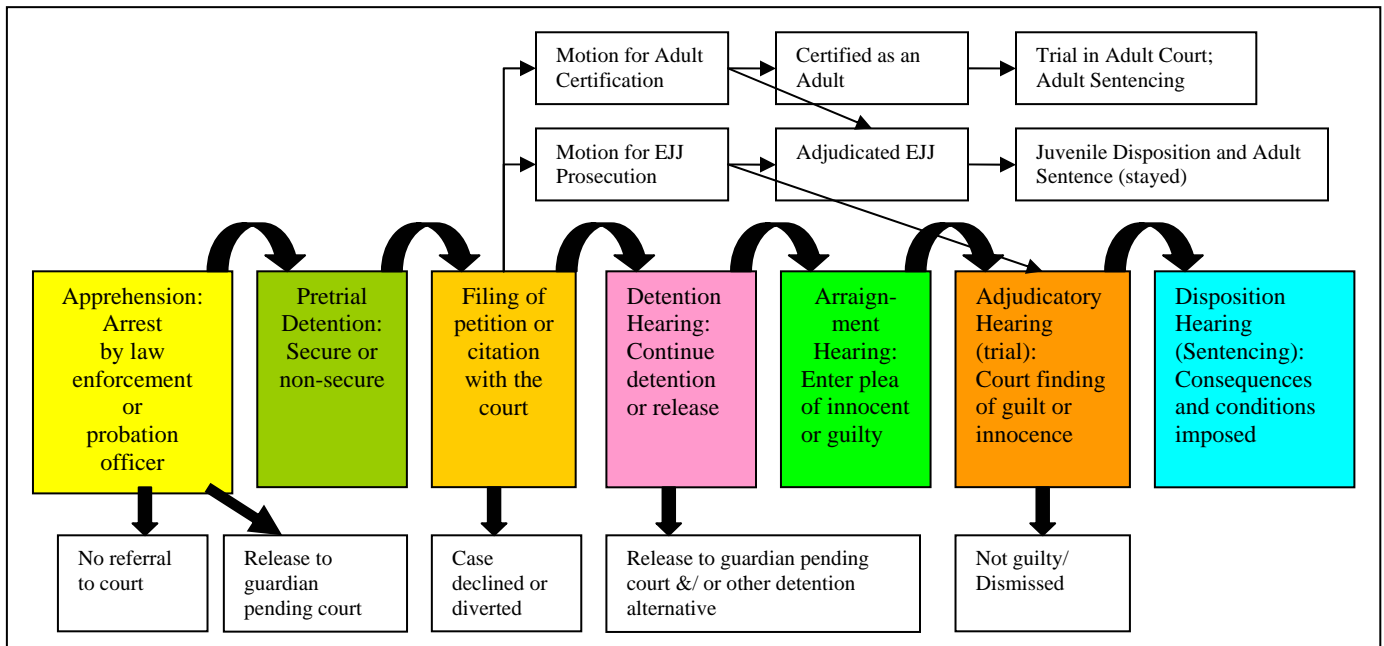 Motion for Adult
Certification
Certified as an
Adult
Trial in Adult Court;
Adult Sentencing
Motion for EJJ
Prosecution
Adjudicated EJJ
Juvenile Disposition and Adult
Sentence (stayed)
Apprehension:
Arrest
by law
enforcement
or
probation
officer
Pretrial
Detention:
Secure or
non-secure
Filing of
petition or
citation
with the
court
Detention
Hearing:
Continue
detention
or release
Arraign-
ment
Hearing:
Enter plea
of innocent
or guilty
Adjudicatory
Hearing
(trial):
Court finding
of guilt or
innocence
Disposition
Hearing
(Sentencing):
Consequences
and conditions
imposed
No referral
to court
Release to
guardian
pending court
Case
declined or
diverted
Release to guardian pending
court &/ or other detention
alternative
Not guilty/
Dismissed